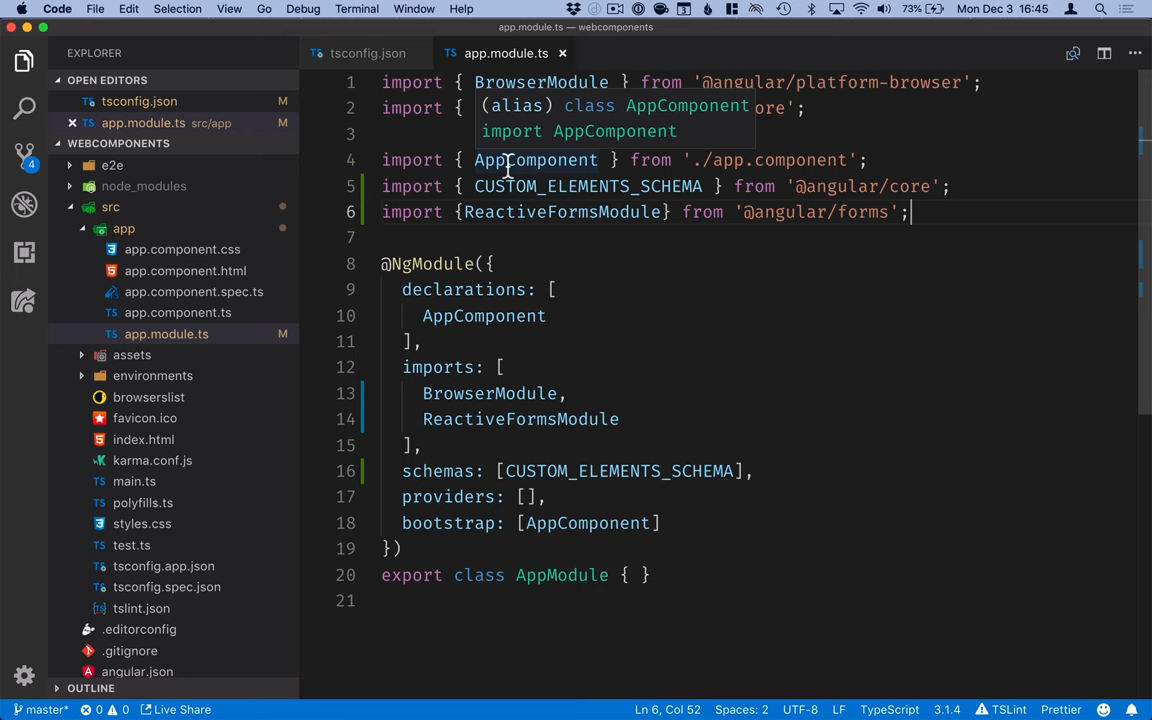 Code File Edit Selection View Go Debug Terminal Window Help 3 73% Mon Dec 3 16:45
app.module.ts — webcomponents
EXPLORER
OPEN EDITORS
tsconfig.json M
app.module.ts src/app M
WEBCOMPONENTS
e2e
node_modules
src
app
app.component.css
app.component.html
app.component.spec.ts
app.component.ts
app.module.ts M
assets
environments
browserslist
favicon.ico
index.html
karma.conf.js
main.ts
polyfills.ts
styles.css
test.ts
tsconfig.app.json
tsconfig.spec.json
tslint.json
.editorconfig
.gitignore
angular.json
OUTLINE
4
TS tsconfig.json TS app.module.ts
1 import { BrowserModule } from '@angular/platform-browser';
2 import { ore';
(alias) class AppComponent
import AppComponent
3
4 import { AppComponent } from './app.component';
5 import { CUSTOM_ELEMENTS_SCHEMA } from '@angular/core';
6 import {ReactiveFormsModule} from '@angular/forms';
7
8 @NgModule({
9 declarations: [
10 AppComponent
11 ],
12 imports: [
13 BrowserModule,
14 ReactiveFormsModule
15 ],
16 schemas: [CUSTOM_ELEMENTS_SCHEMA],
17 providers: [],
18 bootstrap: [AppComponent]
19 })
20 export class AppModule { }
21
master* 0 0 Live Share Ln 6, Col 52 Spaces: 2 UTF-8 LF TypeScript 3.1.4 TSLint Prettier